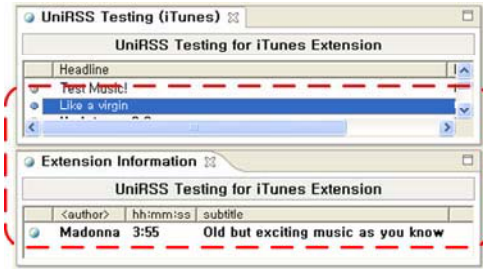 UniRSS Testing (iTunes)
UniRSS Testing for iTunes Extension
Headline
Test Music!
Like a virgin
Extension Information
UniRSS Testing for iTunes Extension
<author> hh:mm:ss subtitle
Madonna 3:55 Old but exciting music as you know